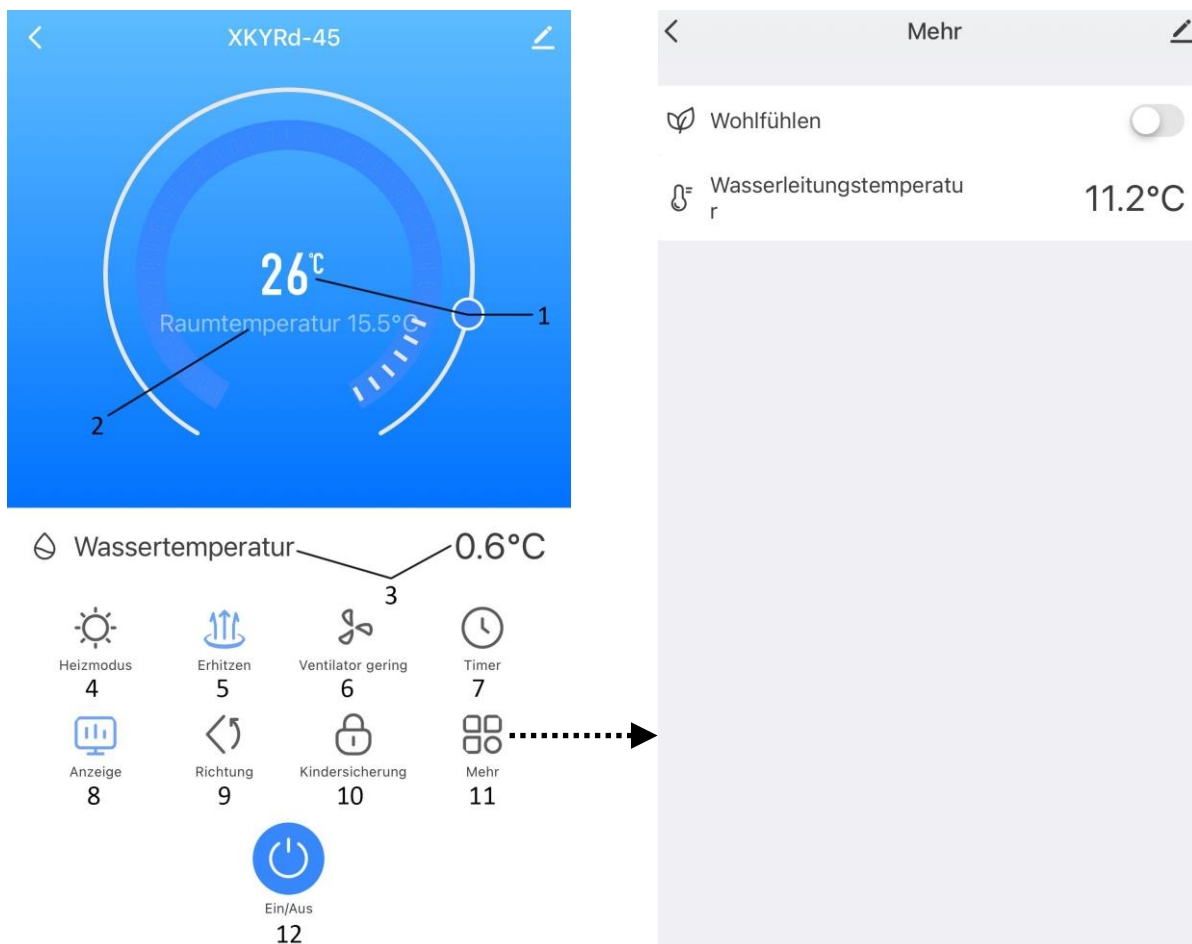 XKYRd-45
26°C
Raumtemperatur 15.5°C
1
2
Wassertemperatur 0.6°C
3
Heizmodus Erhitzen Ventilator gering Timer
4 5 6 7
Anzeige Richtung Kindersicherung Mehr
8 9 10 11
Ein/Aus
12
Mehr
Wohlfühlen
Wasserleitungstemperatu
r
11.2°C